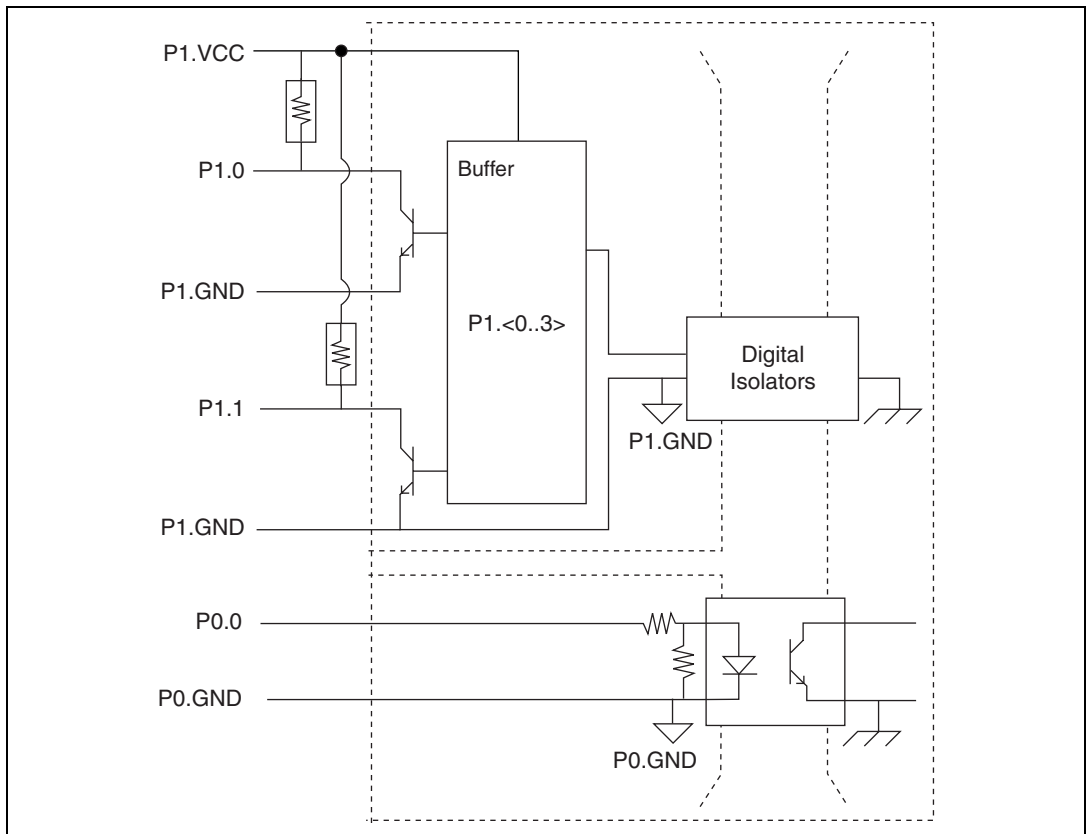 P1.VCC
Buffer
P1.0
P1.GND
P1.<0..3>
Digital
Isolators
P1.1
P1.GND
P1.GND
P0.0
P0.GND
P0.GND